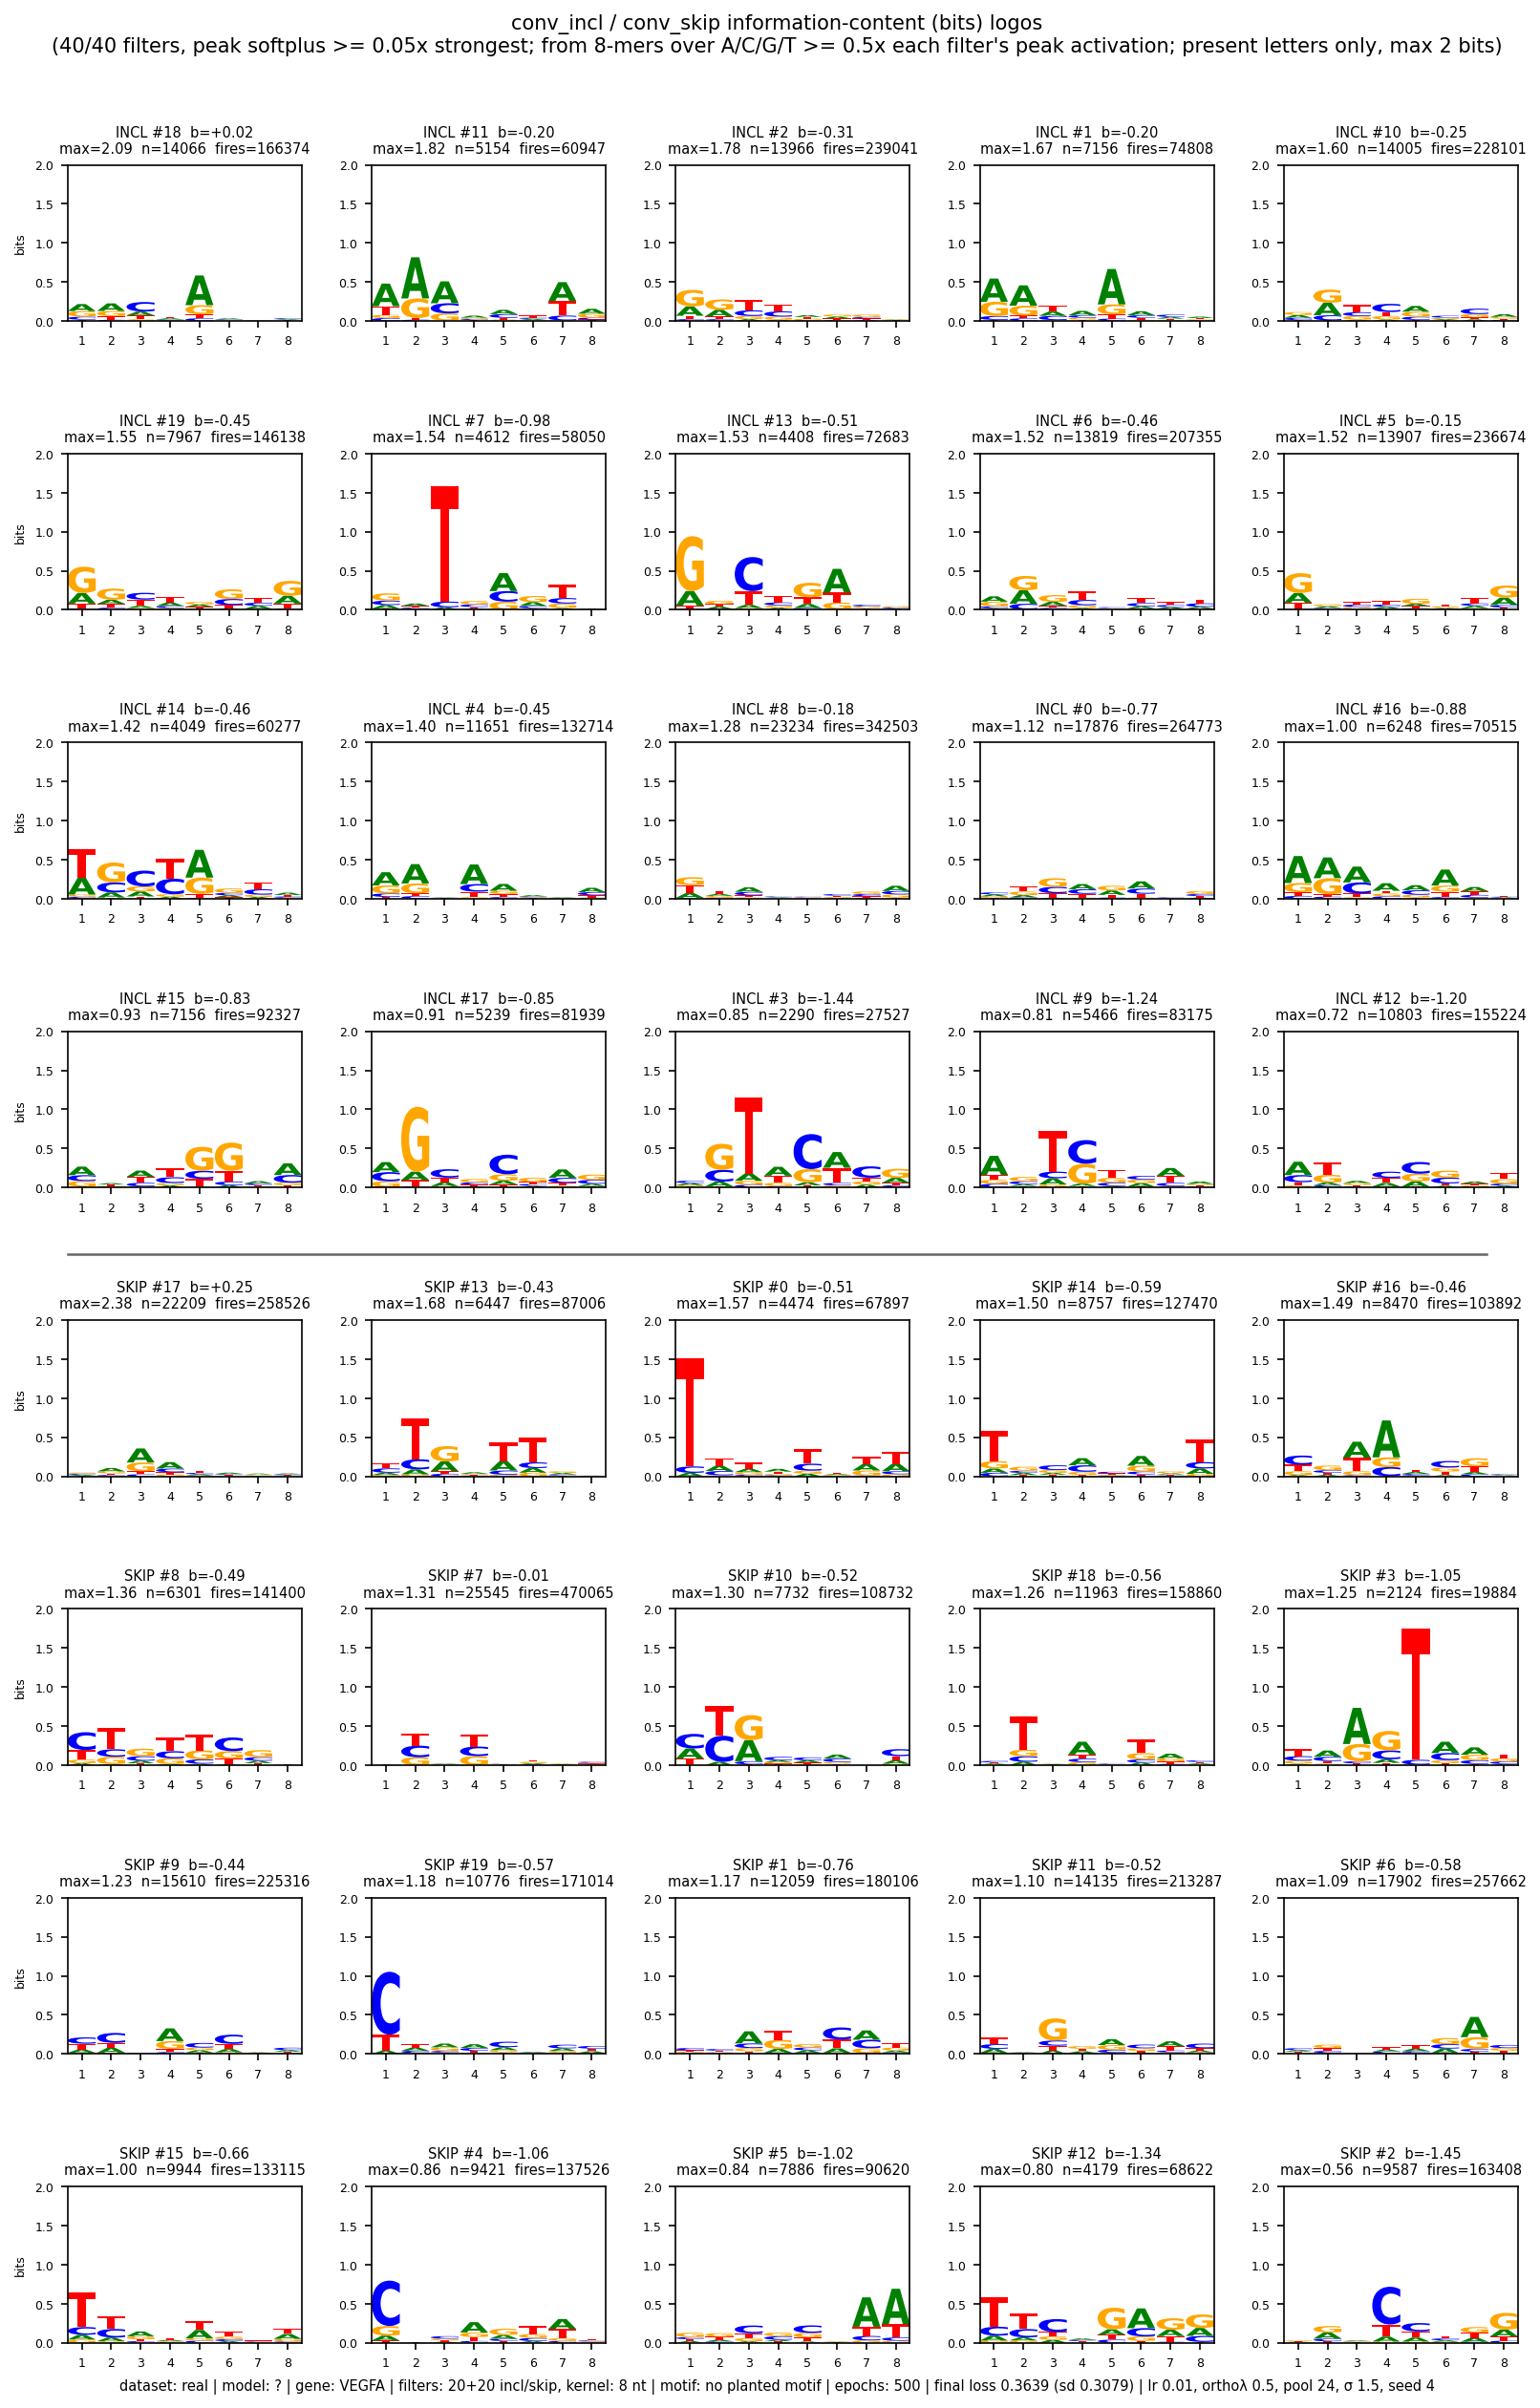 conv_incl / conv_skip information-content (bits) logos
(40/40 filters, peak softplus >= 0.05x strongest; from 8-mers over A/C/G/T >= 0.5x each filter's peak activation; present letters only, max 2 bits)
INCL #18 b=+0.02
max=2.09 n=14066 fires=166374
INCL #11 b=-0.20
max=1.82 n=5154 fires=60947
INCL #2 b=-0.31
max=1.78 n=13966 fires=239041
INCL #1 b=-0.20
max=1.67 n=7156 fires=74808
INCL #10 b=-0.25
max=1.60 n=14005 fires=228101
INCL #19 b=-0.45
max=1.55 n=7967 fires=146138
INCL #7 b=-0.98
max=1.54 n=4612 fires=58050
INCL #13 b=-0.51
max=1.53 n=4408 fires=72683
INCL #6 b=-0.46
max=1.52 n=13819 fires=207355
INCL #5 b=-0.15
max=1.52 n=13907 fires=236674
INCL #14 b=-0.46
max=1.42 n=4049 fires=60277
INCL #4 b=-0.45
max=1.40 n=11651 fires=132714
INCL #8 b=-0.18
max=1.28 n=23234 fires=342503
INCL #0 b=-0.77
max=1.12 n=17876 fires=264773
INCL #16 b=-0.88
max=1.00 n=6248 fires=70515
INCL #15 b=-0.83
max=0.93 n=7156 fires=92327
INCL #17 b=-0.85
max=0.91 n=5239 fires=81939
INCL #3 b=-1.44
max=0.85 n=2290 fires=27527
INCL #9 b=-1.24
max=0.81 n=5466 fires=83175
INCL #12 b=-1.20
max=0.72 n=10803 fires=155224
SKIP #17 b=+0.25
max=2.38 n=22209 fires=258526
SKIP #13 b=-0.43
max=1.68 n=6447 fires=87006
SKIP #0 b=-0.51
max=1.57 n=4474 fires=67897
SKIP #14 b=-0.59
max=1.50 n=8757 fires=127470
SKIP #16 b=-0.46
max=1.49 n=8470 fires=103892
SKIP #8 b=-0.49
max=1.36 n=6301 fires=141400
SKIP #7 b=-0.01
max=1.31 n=25545 fires=470065
SKIP #10 b=-0.52
max=1.30 n=7732 fires=108732
SKIP #18 b=-0.56
max=1.26 n=11963 fires=158860
SKIP #3 b=-1.05
max=1.25 n=2124 fires=19884
SKIP #9 b=-0.44
max=1.23 n=15610 fires=225316
SKIP #19 b=-0.57
max=1.18 n=10776 fires=171014
SKIP #1 b=-0.76
max=1.17 n=12059 fires=180106
SKIP #11 b=-0.52
max=1.10 n=14135 fires=213287
SKIP #6 b=-0.58
max=1.09 n=17902 fires=257662
SKIP #15 b=-0.66
max=1.00 n=9944 fires=133115
SKIP #4 b=-1.06
max=0.86 n=9421 fires=137526
SKIP #5 b=-1.02
max=0.84 n=7886 fires=90620
SKIP #12 b=-1.34
max=0.80 n=4179 fires=68622
SKIP #2 b=-1.45
max=0.56 n=9587 fires=163408
dataset: real | model: ? | gene: VEGFA | filters: 20+20 incl/skip, kernel: 8 nt | motif: no planted motif | epochs: 500 | final loss 0.3639 (sd 0.3079) | lr 0.01, orthoλ 0.5, pool 24, σ 1.5, seed 4